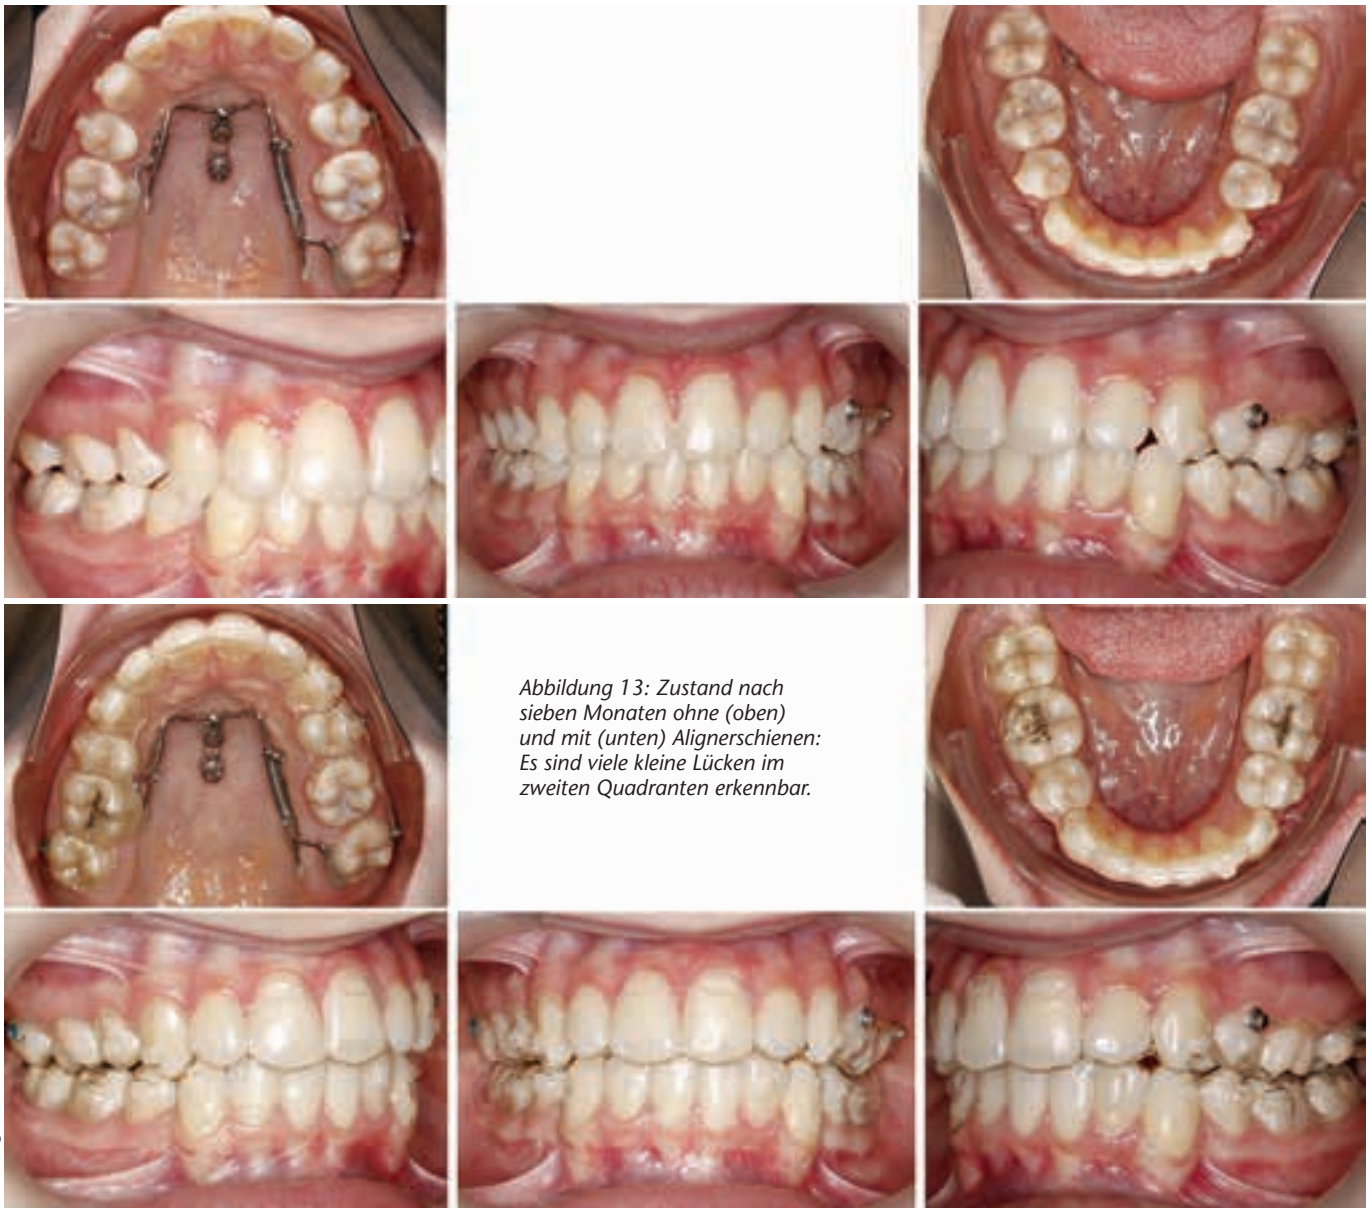 Abbildung 13: Zustand nach
sieben Monaten ohne (oben)
und mit (unten) Alignerschienen:
Es sind viele kleine Lücken im
zweiten Quadranten erkennbar.